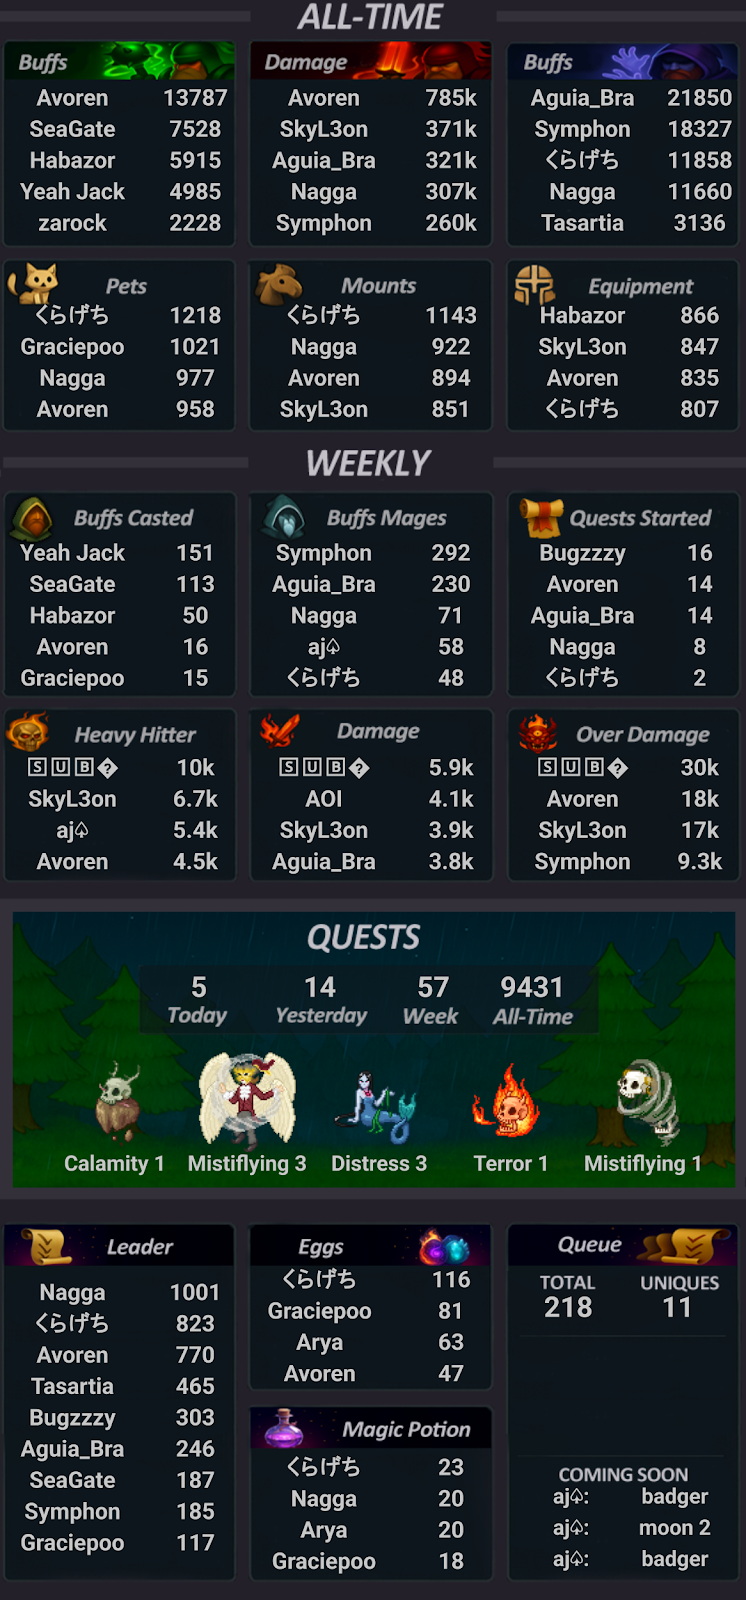 ALL-TIME
Buffs
Avoren 13787
SeaGate 7528
Habazor 5915
Yeah Jack 4985
zarock 2228
Damage
Avoren 785k
SkyL3on 371k
Aguia_Bra 321k
Nagga 307k
Symphon 260k
Buffs
Aguia_Bra 21850
Symphon 18327
くらげち 11858
Nagga 11660
Tasartia 3136
Pets
くらげち 1218
Graciepoo 1021
Nagga 977
Avoren 958
Mounts
くらげち 1143
Nagga 922
Avoren 894
SkyL3on 851
Equipment
Habazor 866
SkyL3on 847
Avoren 835
くらげち 807
WEEKLY
Buffs Casted
Yeah Jack 151
SeaGate 113
Habazor 50
Avoren 16
Graciepoo 15
Buffs Mages
Symphon 292
Aguia_Bra 230
Nagga 71
aj♤ 58
くらげち 48
Quests Started
Bugzzzy 16
Avoren 14
Aguia_Bra 14
Nagga 8
くらげち 2
Heavy Hitter
🅂🅄🄱� 10k
SkyL3on 6.7k
aj♤ 5.4k
Avoren 4.5k
Damage
🅂🅄🄱� 5.9k
AOI 4.1k
SkyL3on 3.9k
Aguia_Bra 3.8k
Over Damage
🅂🅄🄱� 30k
Avoren 18k
SkyL3on 17k
Symphon 9.3k
QUESTS
5 14 57 9431
Today Yesterday Week All-Time
Calamity 1 Mistiflying 3 Distress 3 Terror 1 Mistiflying 1
Leader
Nagga 1001
くらげち 823
Avoren 770
Tasartia 465
Bugzzzy 303
Aguia_Bra 246
SeaGate 187
Symphon 185
Graciepoo 117
Eggs
くらげち 116
Graciepoo 81
Arya 63
Avoren 47
Magic Potion
くらげち 23
Nagga 20
Arya 20
Graciepoo 18
Queue
TOTAL UNIQUES
218 11
COMING SOON
aj♤: badger
aj♤: moon 2
aj♤: badger